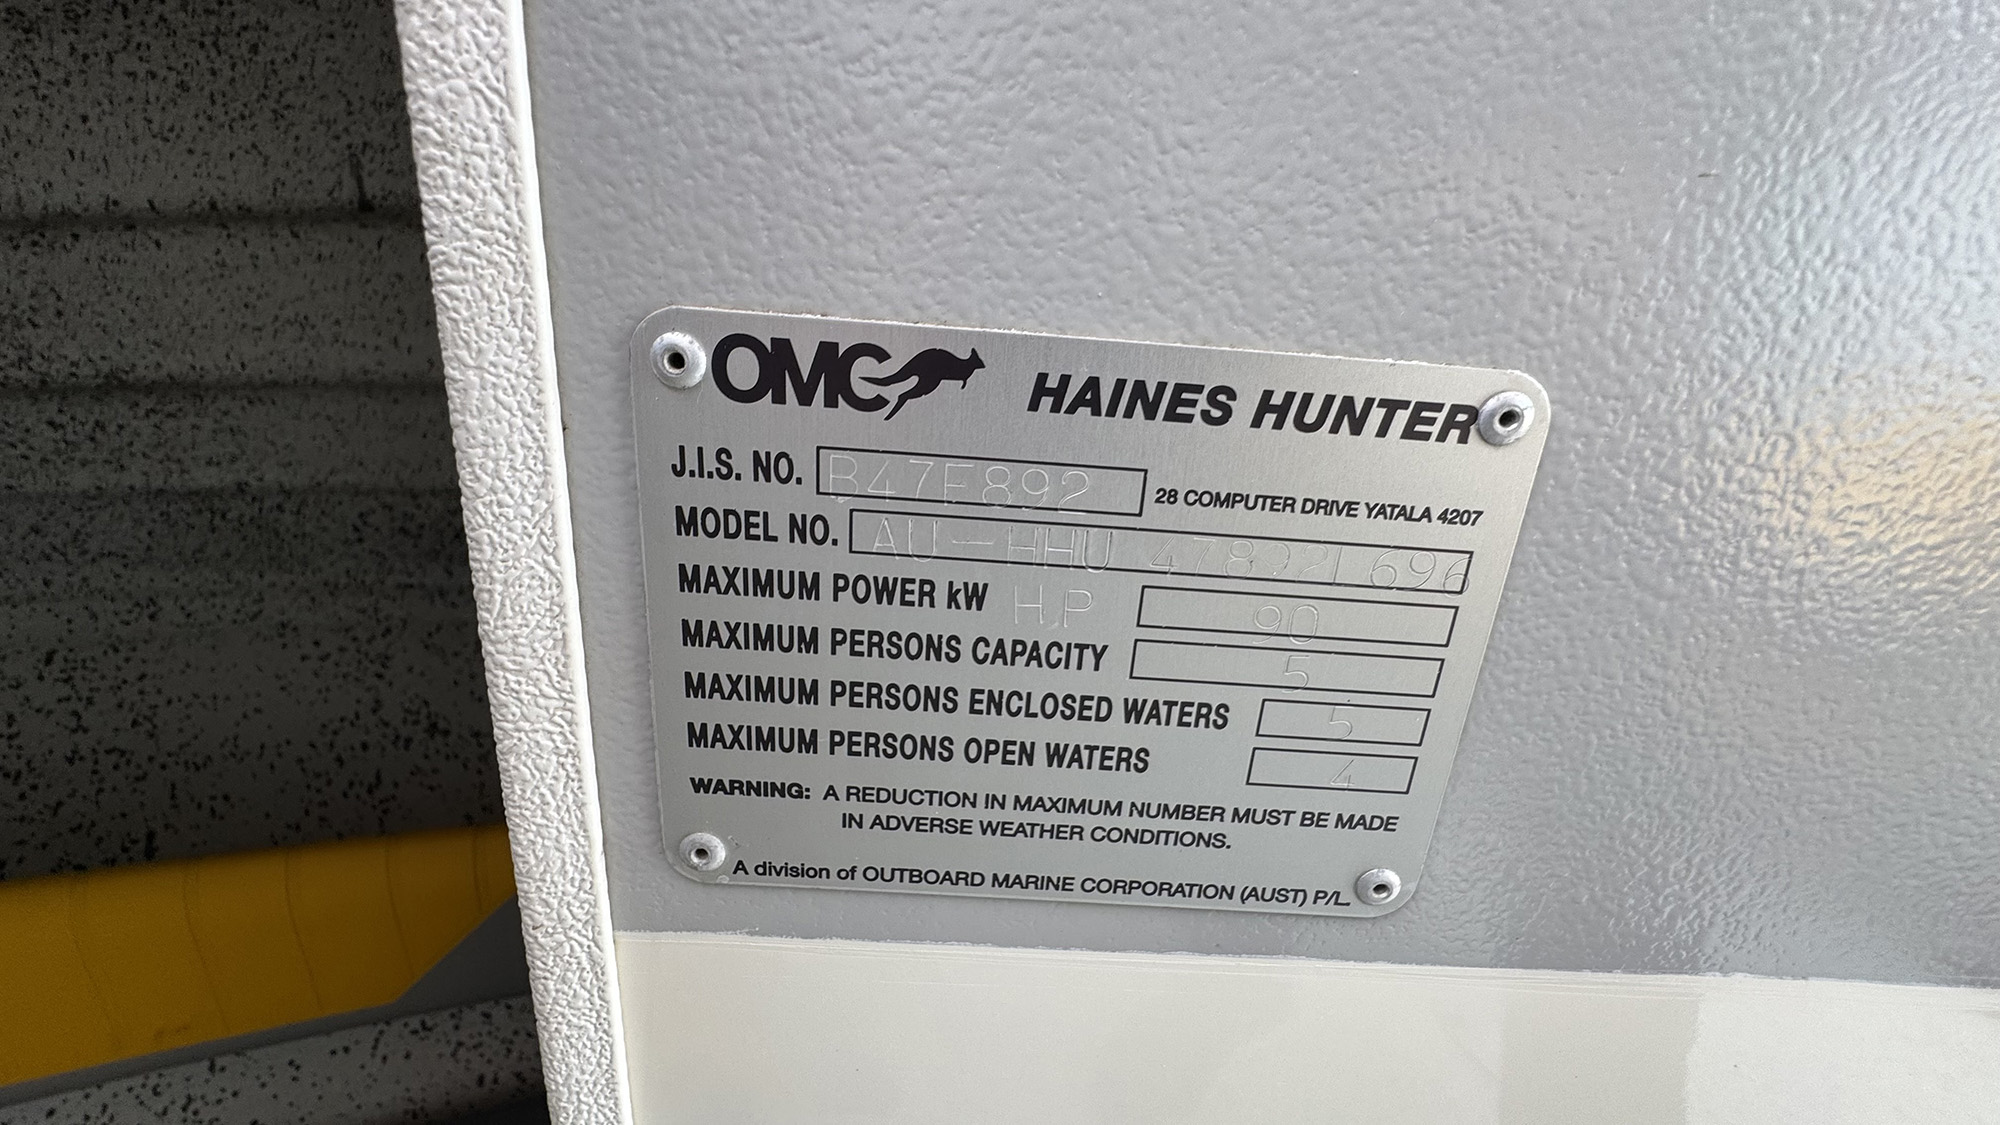 OMC HAINES HUNTER
J.I.S. NO. B47F892 28 COMPUTER DRIVE YATALA 4207
MODEL NO. AU-HHU 47892L696
MAXIMUM POWER kW HP 90
MAXIMUM PERSONS CAPACITY 5
MAXIMUM PERSONS ENCLOSED WATERS 5
MAXIMUM PERSONS OPEN WATERS 4
WARNING: A REDUCTION IN MAXIMUM NUMBER MUST BE MADE
IN ADVERSE WEATHER CONDITIONS.
A division of OUTBOARD MARINE CORPORATION (AUST) P/L.